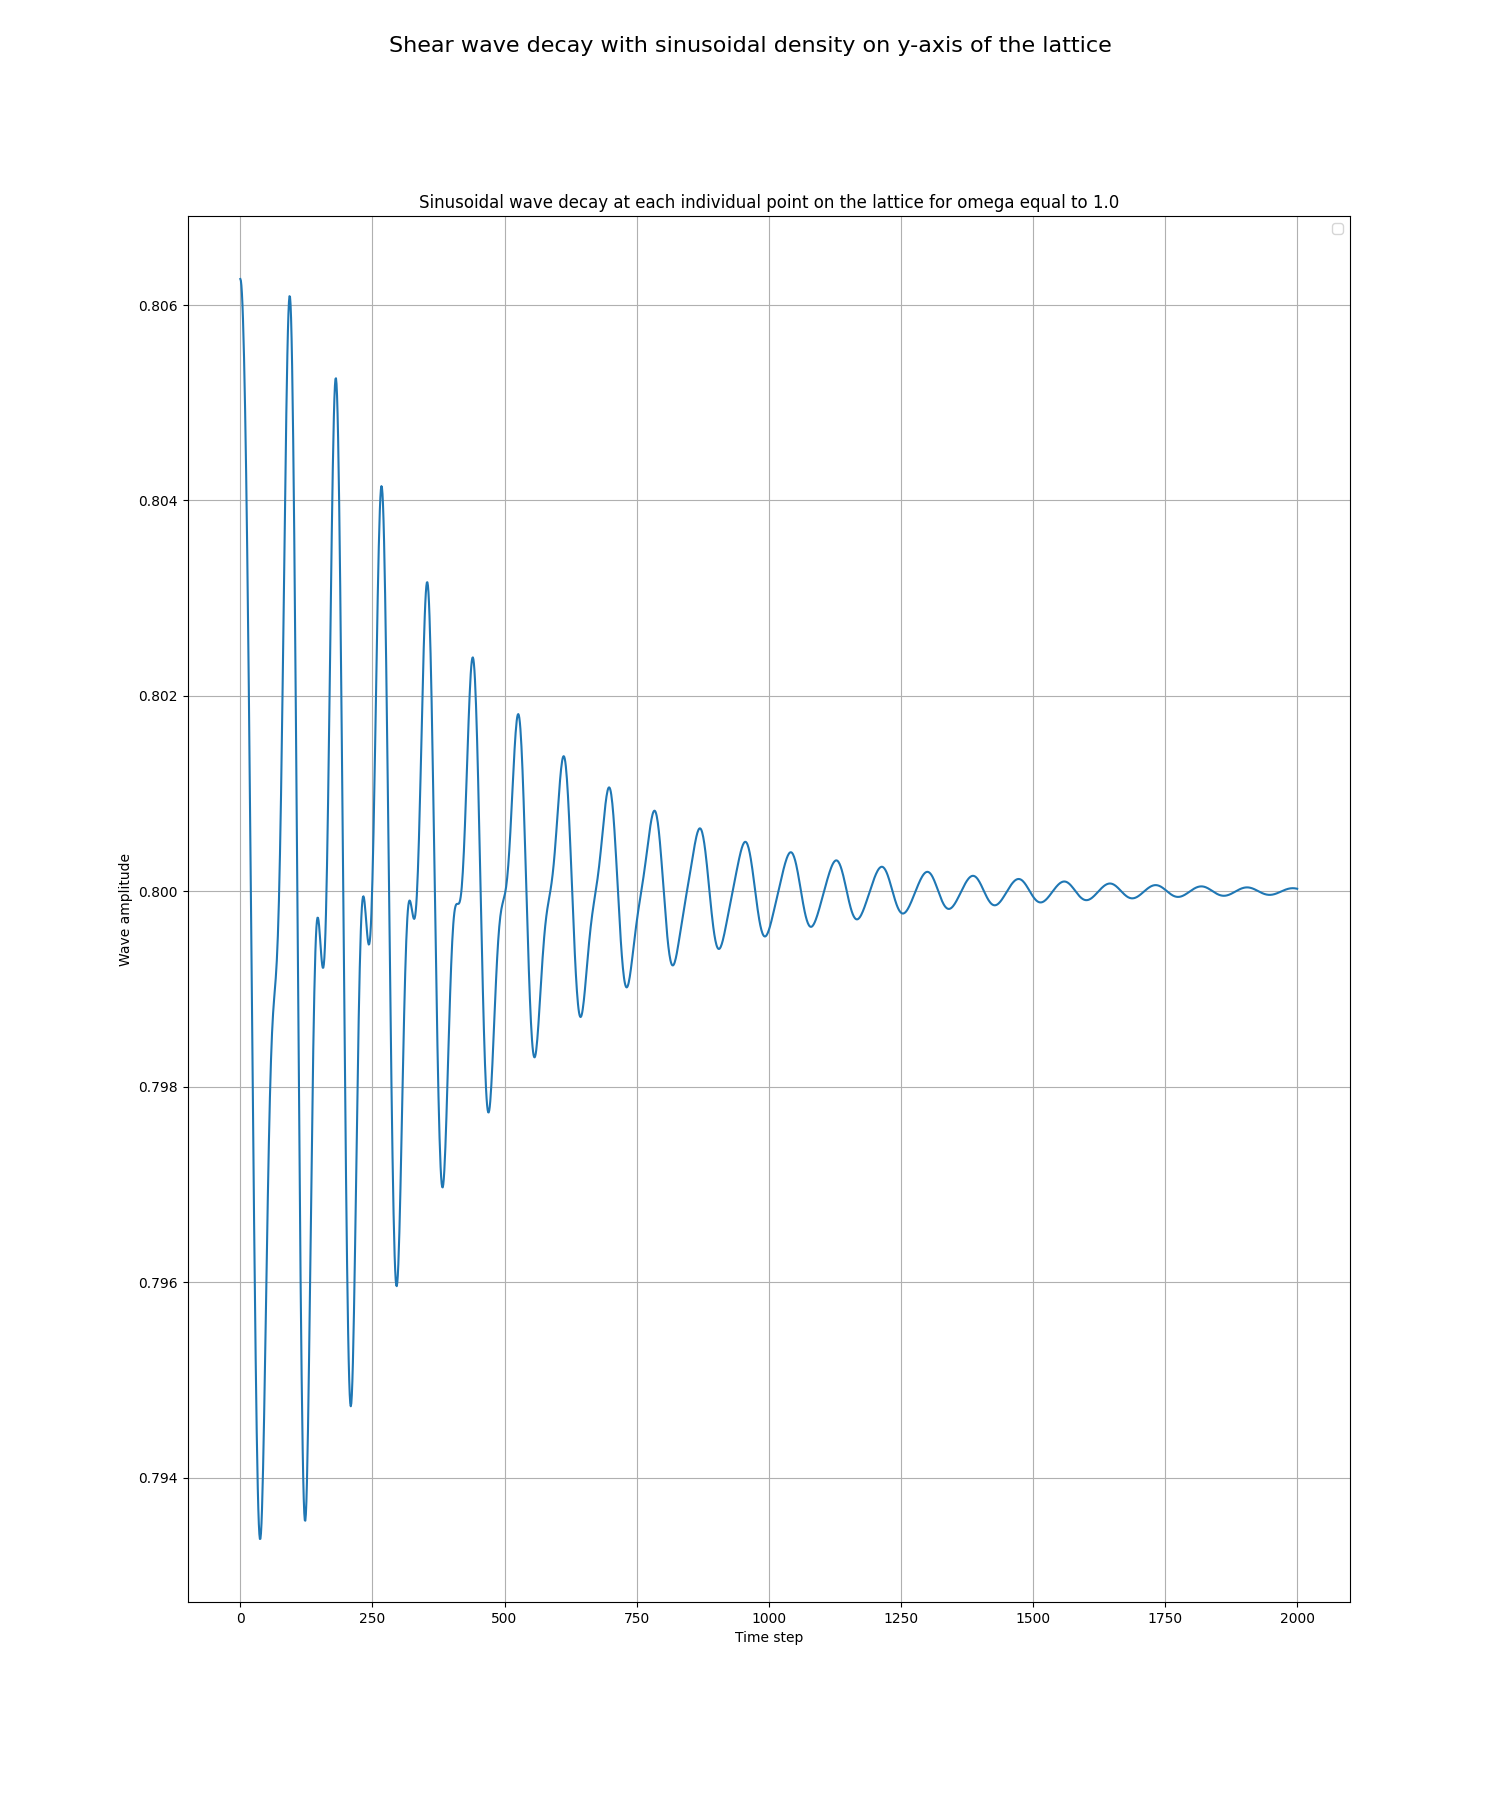 Shear wave decay with sinusoidal density on y-axis of the lattice
Sinusoidal wave decay at each individual point on the lattice for omega equal to 1.0
Wave amplitude
0.806
0.804
0.802
0.800
0.798
0.796
0.794
0 250 500 750 1000 1250 1500 1750 2000
Time step